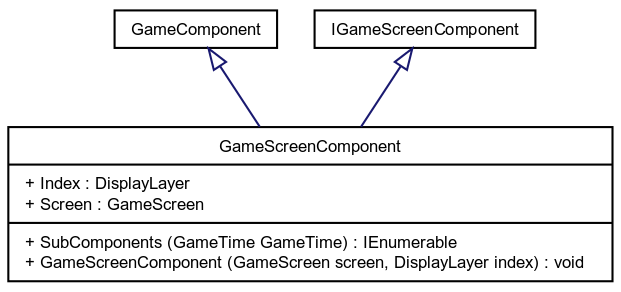 GameComponent
IGameScreenComponent
GameScreenComponent
+ Index : DisplayLayer
+ Screen : GameScreen
+ SubComponents (GameTime GameTime) : IEnumerable
+ GameScreenComponent (GameScreen screen, DisplayLayer index) : void